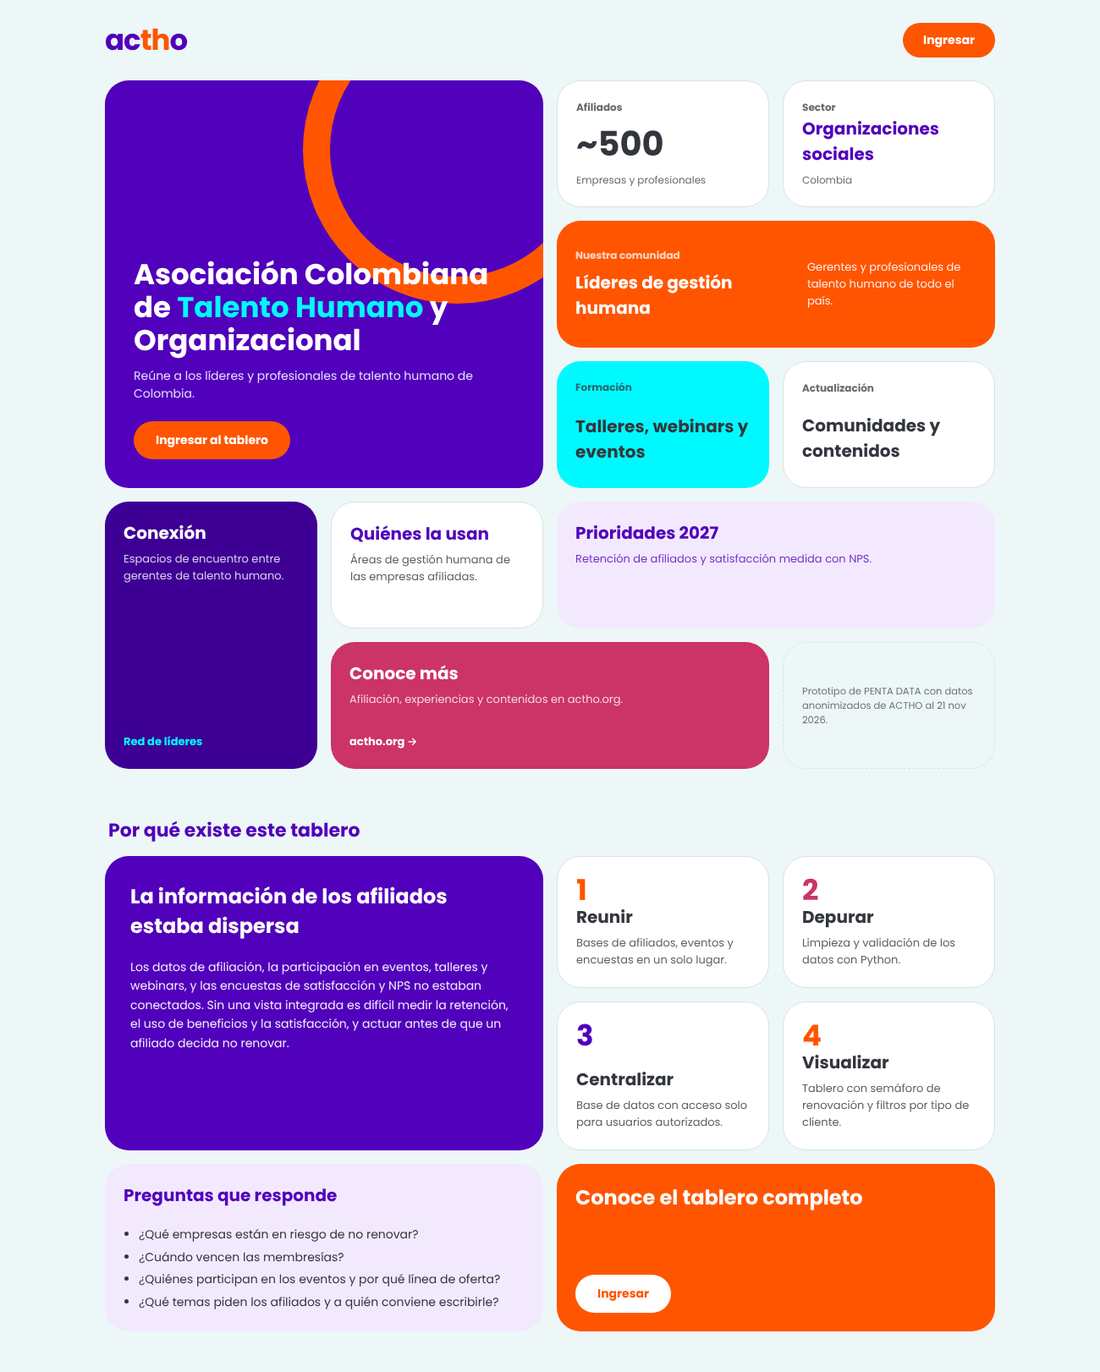 actho
Ingresar
Asociación Colombiana
de Talento Humano y
Organizacional
Reúne a los líderes y profesionales de talento humano de
Colombia.
Ingresar al tablero
Afiliados
~500
Empresas y profesionales
Sector
Organizaciones
sociales
Colombia
Nuestra comunidad
Líderes de gestión
humana
Gerentes y profesionales de
talento humano de todo el
país.
Formación
Talleres, webinars y
eventos
Actualización
Comunidades y
contenidos
Conexión
Espacios de encuentro entre
gerentes de talento humano.
Red de líderes
Quiénes la usan
Áreas de gestión humana de
las empresas afiliadas.
Prioridades 2027
Retención de afiliados y satisfacción medida con NPS.
Conoce más
Afiliación, experiencias y contenidos en actho.org.
actho.org →
Prototipo de PENTA DATA con datos
anonimizados de ACTHO al 21 nov
2026.
Por qué existe este tablero
La información de los afiliados
estaba dispersa
Los datos de afiliación, la participación en eventos, talleres y
webinars, y las encuestas de satisfacción y NPS no estaban
conectados. Sin una vista integrada es difícil medir la retención,
el uso de beneficios y la satisfacción, y actuar antes de que un
afiliado decida no renovar.
1
Reunir
Bases de afiliados, eventos y
encuestas en un solo lugar.
2
Depurar
Limpieza y validación de los
datos con Python.
3
Centralizar
Base de datos con acceso solo
para usuarios autorizados.
4
Visualizar
Tablero con semáforo de
renovación y filtros por tipo de
cliente.
Preguntas que responde
• ¿Qué empresas están en riesgo de no renovar?
• ¿Cuándo vencen las membresías?
• ¿Quiénes participan en los eventos y por qué línea de oferta?
• ¿Qué temas piden los afiliados y a quién conviene escribirle?
Conoce el tablero completo
Ingresar